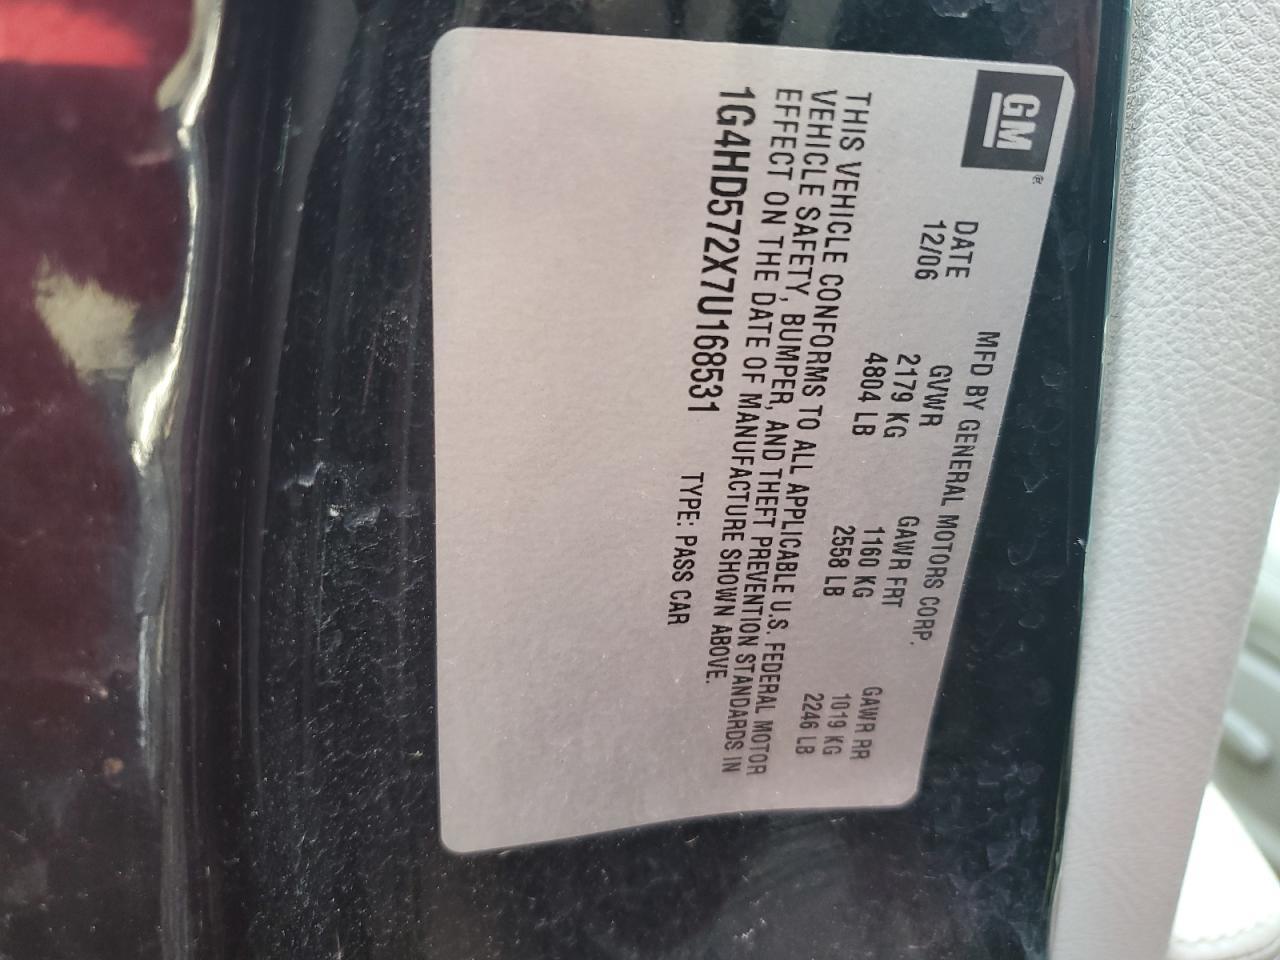 GM
MFD BY GENERAL MOTORS CORP.
DATE GVWR GAWR FRT GAWR RR
12/06 2179 KG 1160 KG 1019 KG
4804 LB 2558 LB 2246 LB
THIS VEHICLE CONFORMS TO ALL APPLICABLE U.S. FEDERAL MOTOR
VEHICLE SAFETY, BUMPER, AND THEFT PREVENTION STANDARDS IN
EFFECT ON THE DATE OF MANUFACTURE SHOWN ABOVE.
1G4HD572X7U168531 TYPE: PASS CAR